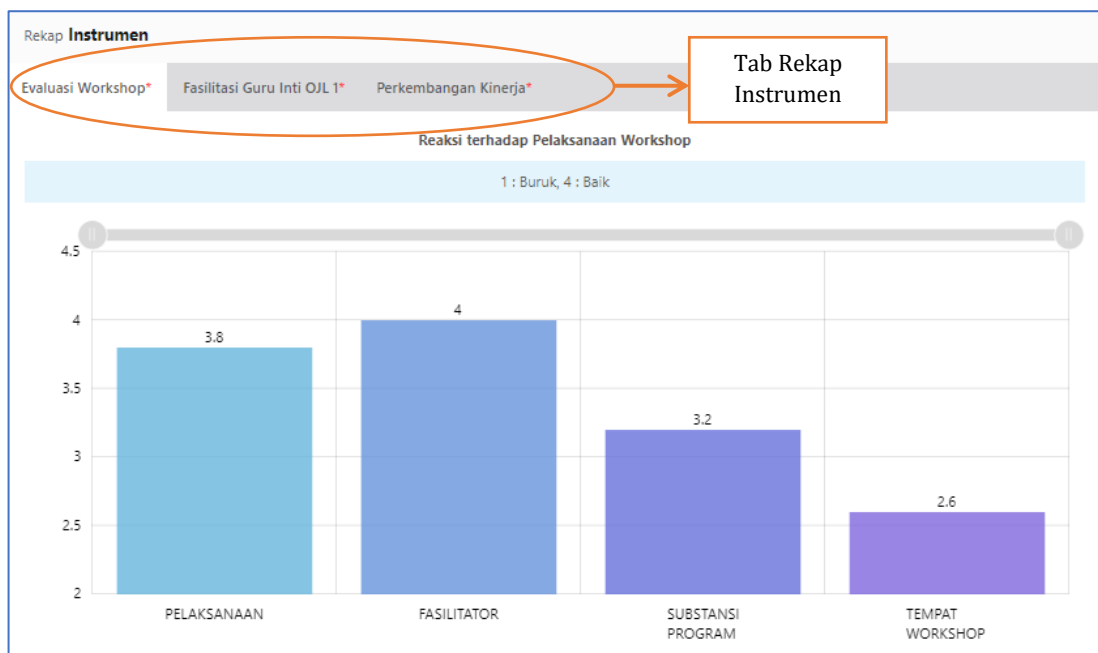 Rekap Instrumen
Tab Rekap
Instrumen
Evaluasi Workshop*
Fasilitasi Guru Inti OJL 1*
Perkembangan Kinerja*
Reaksi terhadap Pelaksanaan Workshop
1 : Buruk, 4 : Baik
4.5
4
3.5
3
2.5
2
3.8
4
3.2
2.6
PELAKSANAAN
FASILITATOR
SUBSTANSI
PROGRAM
TEMPAT
WORKSHOP